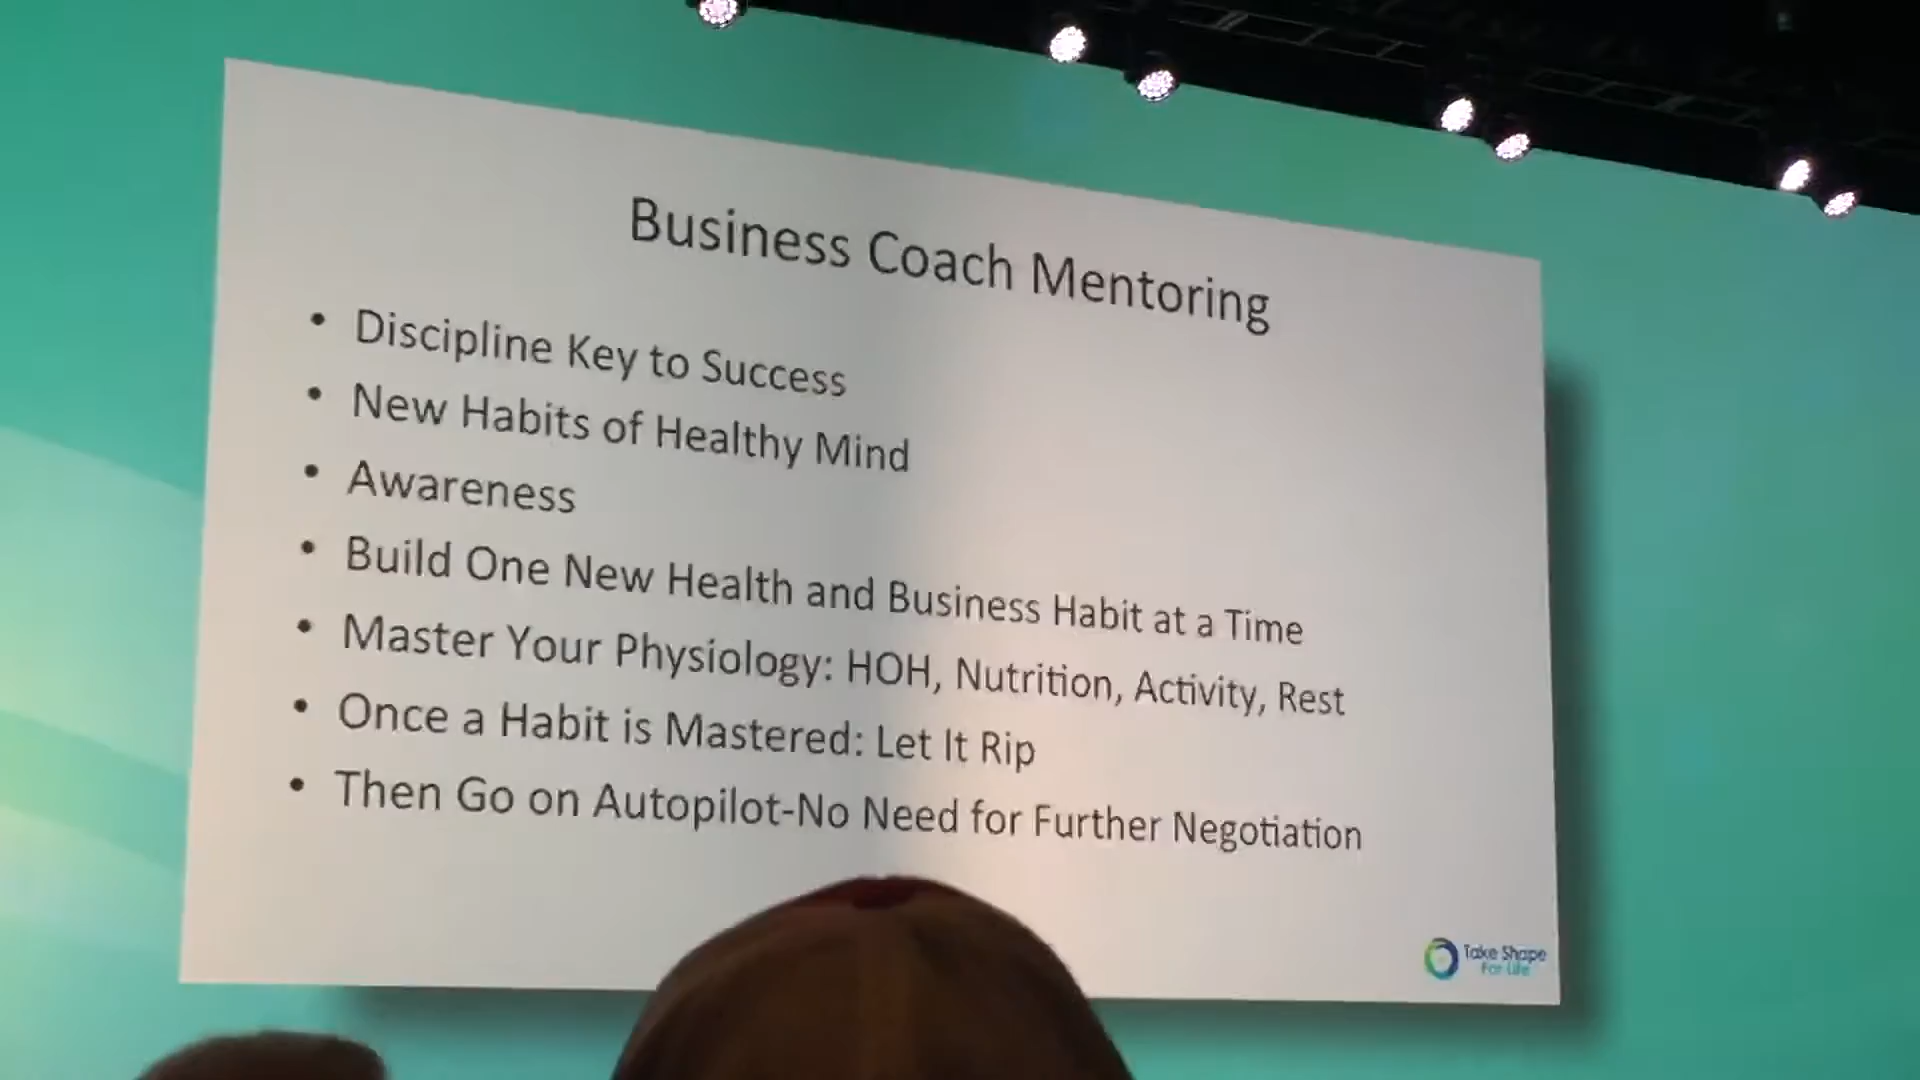 Business Coach Mentoring
• Discipline Key to Success
• New Habits of Healthy Mind
• Awareness
• Build One New Health and Business Habit at a Time
• Master Your Physiology: HOH, Nutrition, Activity, Rest
• Once a Habit is Mastered: Let It Rip
• Then Go on Autopilot-No Need for Further Negotiation
Take Shape
For Life